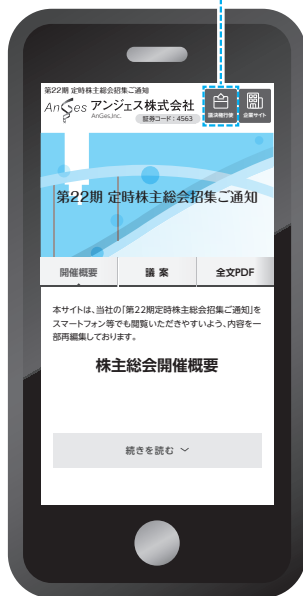 第22期 定時株主総会招集ご通知
AnGes アンジェス株式会社
AnGes,Inc.
証券コード：4563
議決権行使
企業サイト
第22期 定時株主総会招集ご通知
開催概要
議 案
全文PDF
本サイトは、当社の「第22期定時株主総会招集ご通知」を
スマートフォン等でも閲覧いただきやすいよう、内容を一
部再編集しております。
株主総会開催概要
続きを読む